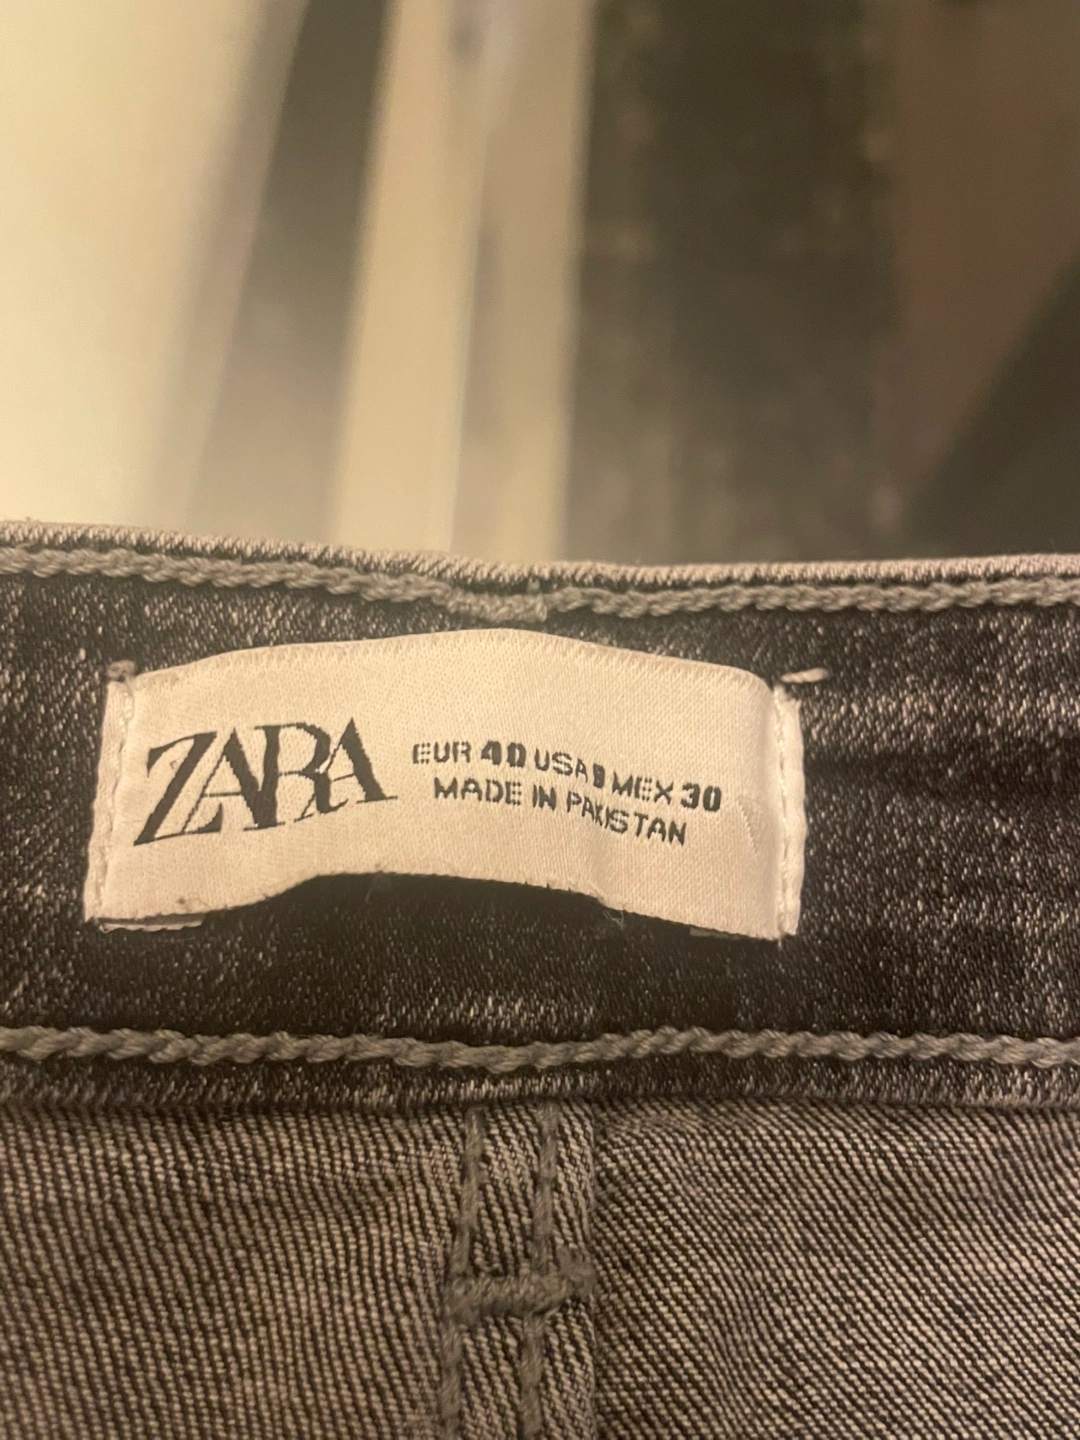 ZARA
EUR 40 USA 8 MEX 30
MADE IN PAKISTAN